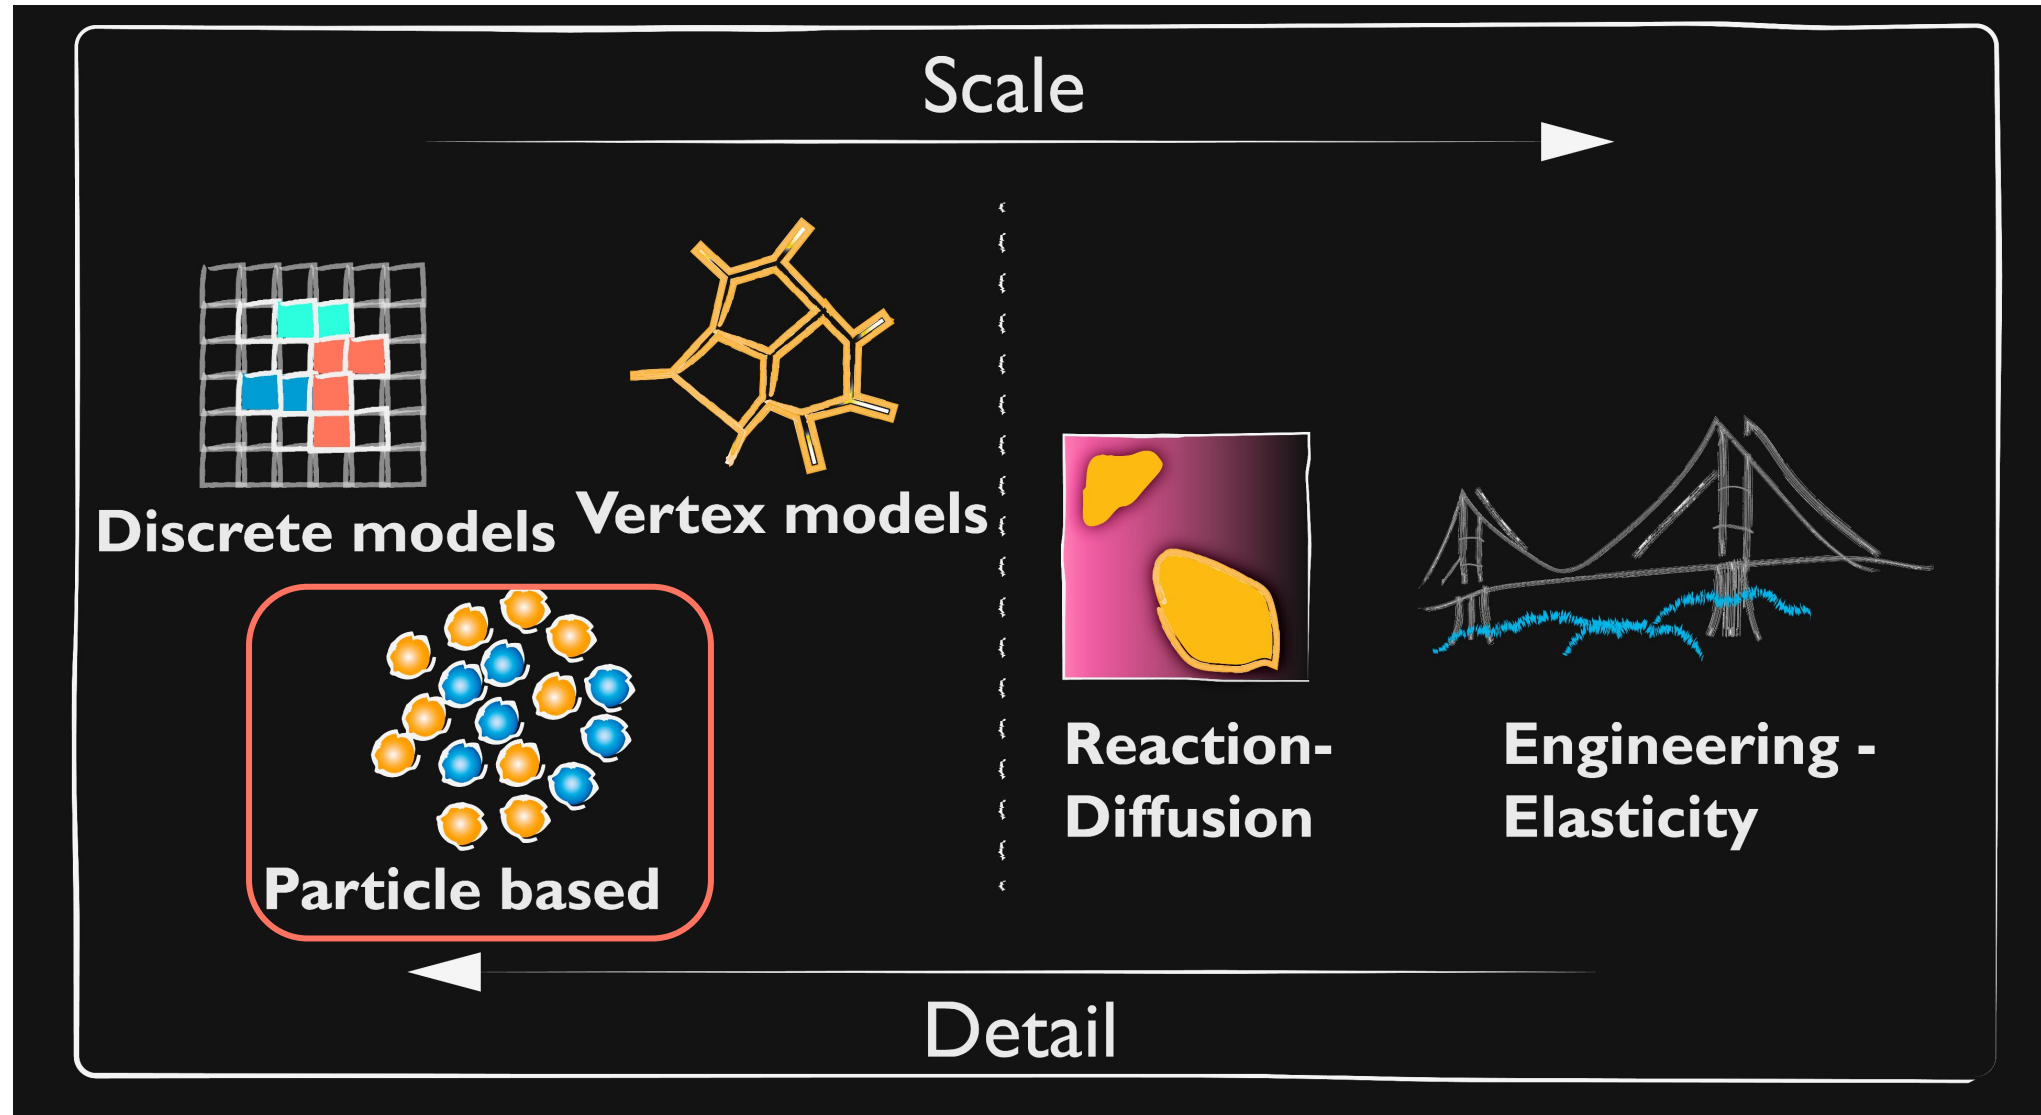 Scale
Discrete models
Vertex models
Particle based
Reaction-
Diffusion
Engineering -
Elasticity
Detail